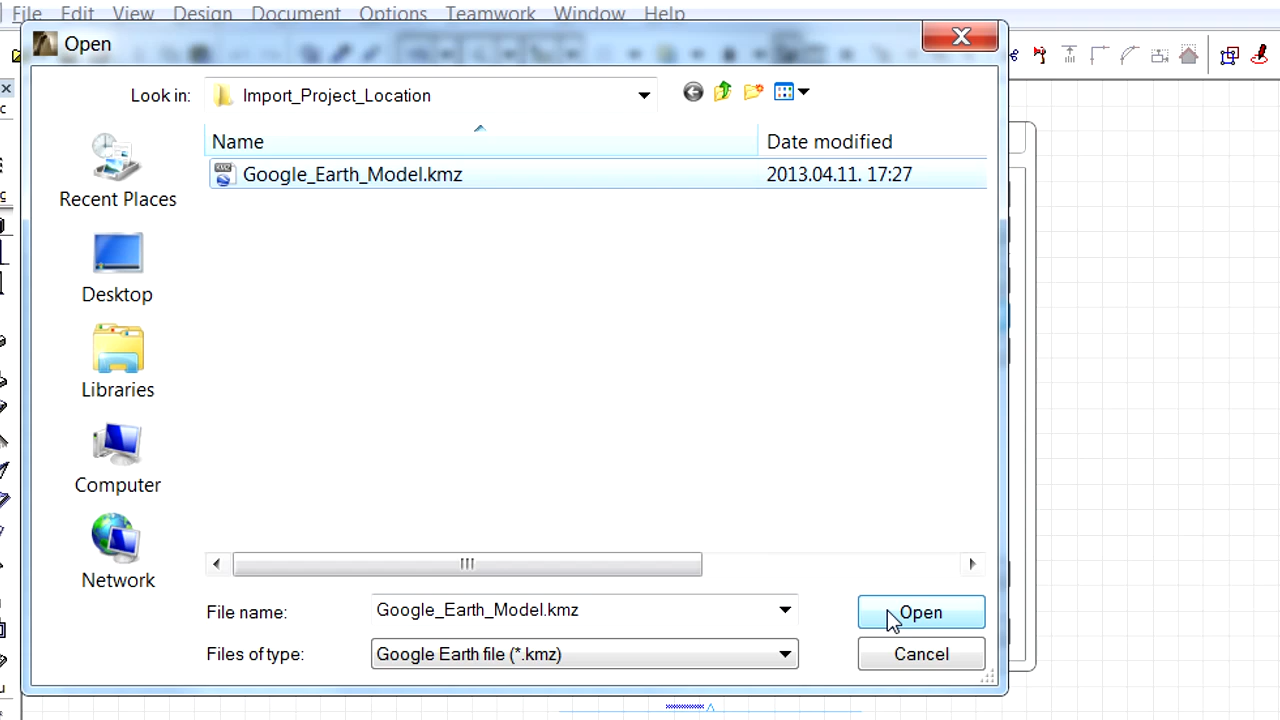 File Edit View Design Document Options Teamwork Window Help
Open
Look in: Import_Project_Location
Name Date modified
Google_Earth_Model.kmz 2013.04.11. 17:27
Recent Places
Desktop
Libraries
Computer
Network
File name: Google_Earth_Model.kmz Open
Files of type: Google Earth file (*.kmz) Cancel